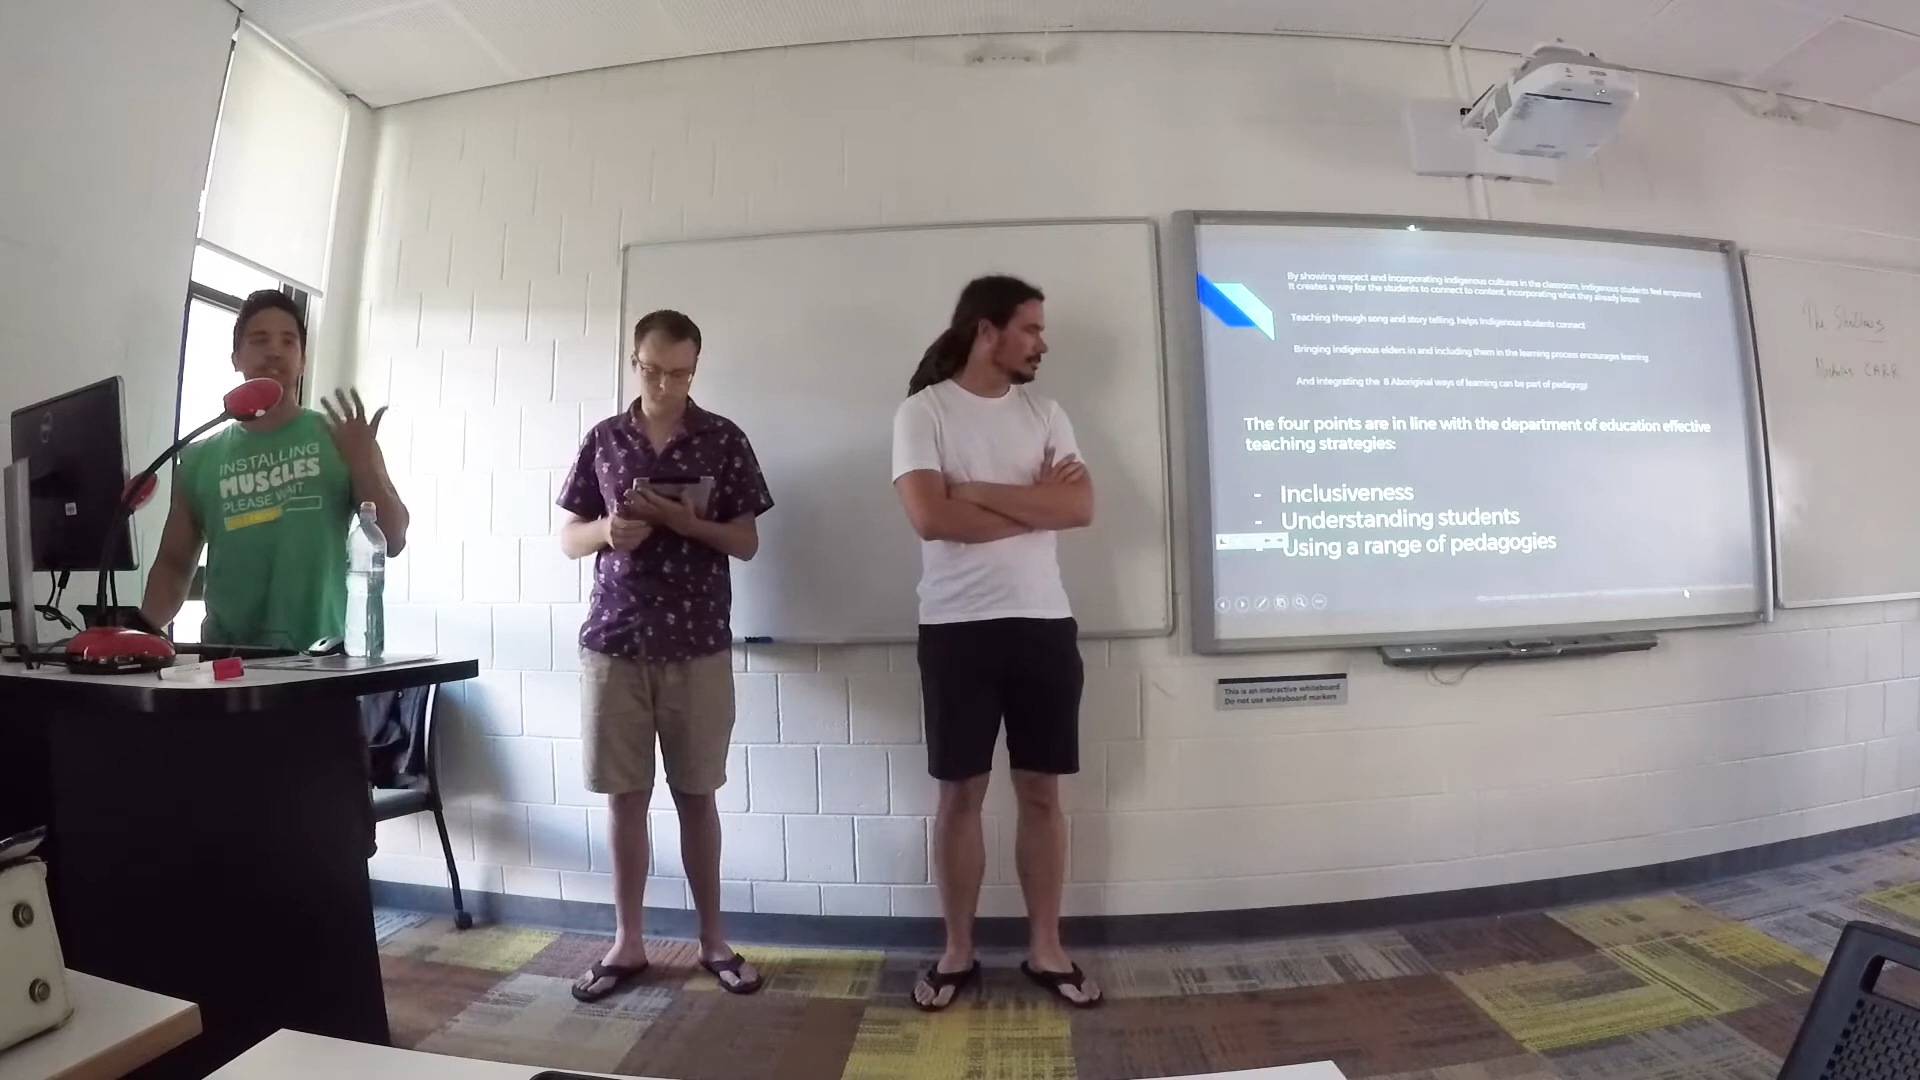 INSTALLING
MUSCLES
PLEASE WAIT
By showing respect and incorporating indigenous cultures in the classroom, indigenous students feel empowered.
It creates a way for the students to connect to content, incorporating what they already know.
Teaching through song and story telling, helps indigenous students connect
Bringing indigenous elders in and including them in the learning process encourages learning
And integrating the 8 Aboriginal ways of learning can be part of pedagogy
The four points are in line with the department of education effective
teaching strategies:
- Inclusiveness
- Understanding students
- Using a range of pedagogies
This is an interactive whiteboard
Do not use whiteboard markers
The Shallows
Nicholas CARR